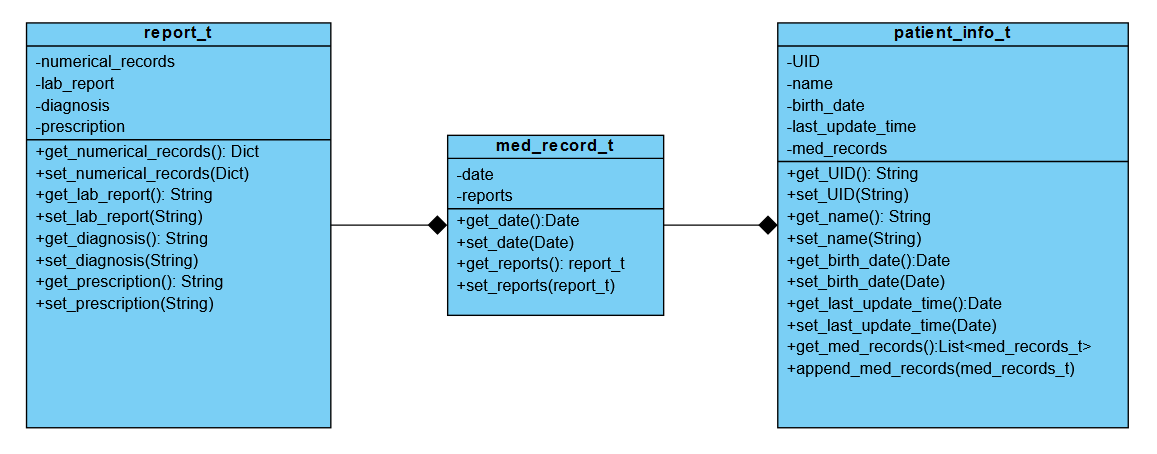 report_t
-numerical_records
-lab_report
-diagnosis
-prescription
+get_numerical_records(): Dict
+set_numerical_records(Dict)
+get_lab_report(): String
+set_lab_report(String)
+get_diagnosis(): String
+set_diagnosis(String)
+get_prescription(): String
+set_prescription(String)
med_record_t
-date
-reports
+get_date():Date
+set_date(Date)
+get_reports(): report_t
+set_reports(report_t)
patient_info_t
-UID
-name
-birth_date
-last_update_time
-med_records
+get_UID(): String
+set_UID(String)
+get_name(): String
+set_name(String)
+get_birth_date():Date
+set_birth_date(Date)
+get_last_update_time():Date
+set_last_update_time(Date)
+get_med_records():List<med_records_t>
+append_med_records(med_records_t)